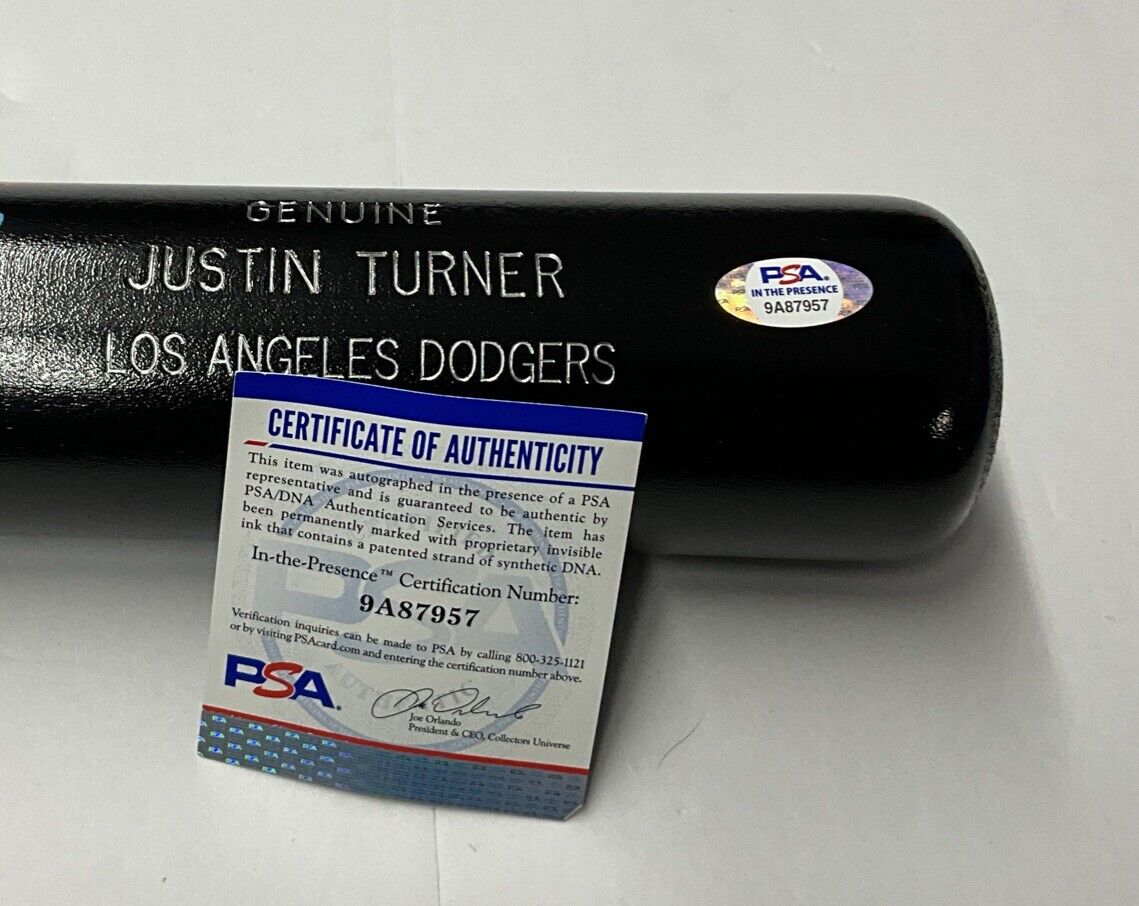 GENUINE
JUSTIN TURNER
LOS ANGELES DODGERS
PSA
IN THE PRESENCE
9A87957
CERTIFICATE OF AUTHENTICITY
This item was autographed in the presence of a PSA
representative and is guaranteed to be authentic by
PSA/DNA Authentication Services. The item has
been permanently marked with proprietary invisible
ink that contains a patented strand of synthetic DNA.
In-the-Presence™ Certification Number:
9A87957
Verification inquiries can be made to PSA by calling 800-325-1121
or by visiting PSAcard.com and entering the certification number above.
PSA.
Joe Orlando
President & CEO, Collectors Universe